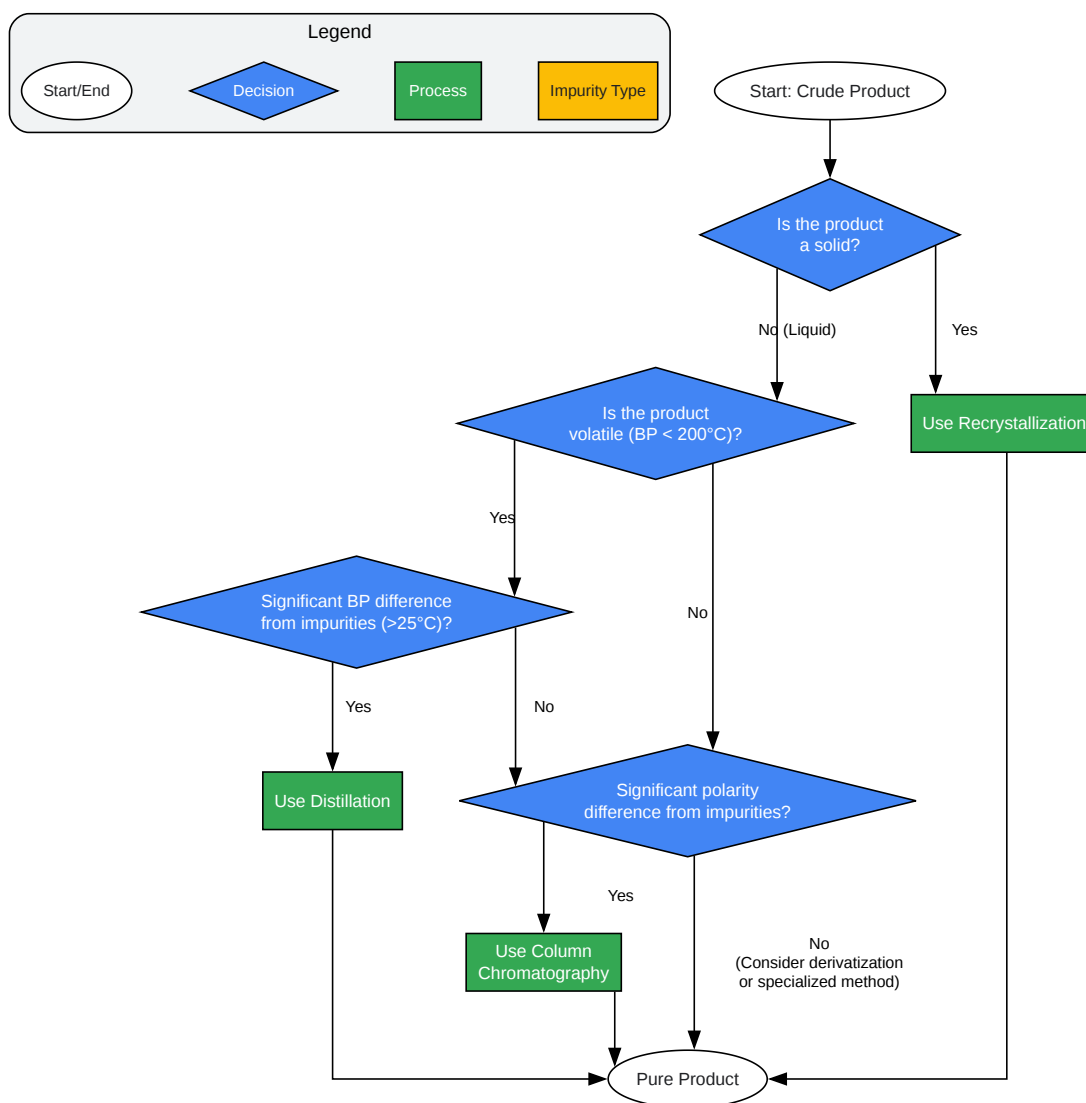 Legend
Start/End
Decision
Process
Impurity Type
Start: Crude Product
Is the product
a solid?
No (Liquid)
Yes
Is the product
volatile (BP < 200°C)?
Use Recrystallization
Yes
No
Significant BP difference
from impurities (>25°C)?
Yes
No
Use Distillation
Significant polarity
difference from impurities?
Yes
No
(Consider derivatization
or specialized method)
Use Column
Chromatography
Pure Product